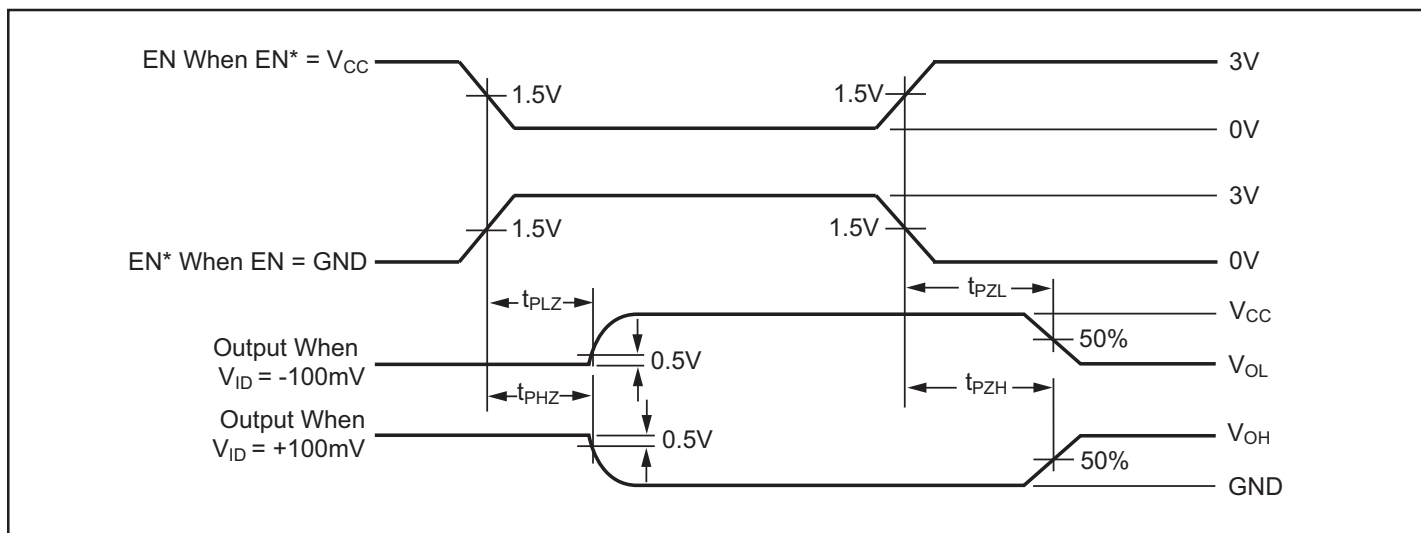 EN When EN* = VCC
3V
1.5V
1.5V
0V
3V
1.5V
1.5V
EN* When EN = GND
0V
tPLZ
tPZL
VCC
50%
Output When
VID = -100mV
0.5V
VOL
tPHZ
tPZH
Output When
VID = +100mV
0.5V
VOH
50%
GND